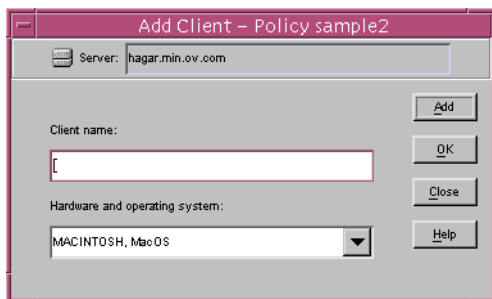 Add Client – Policy sample2
Server: hagar.min.ov.com
Add
Client name:
OK
[
Close
Hardware and operating system:
MACINTOSH, MacOS
Help